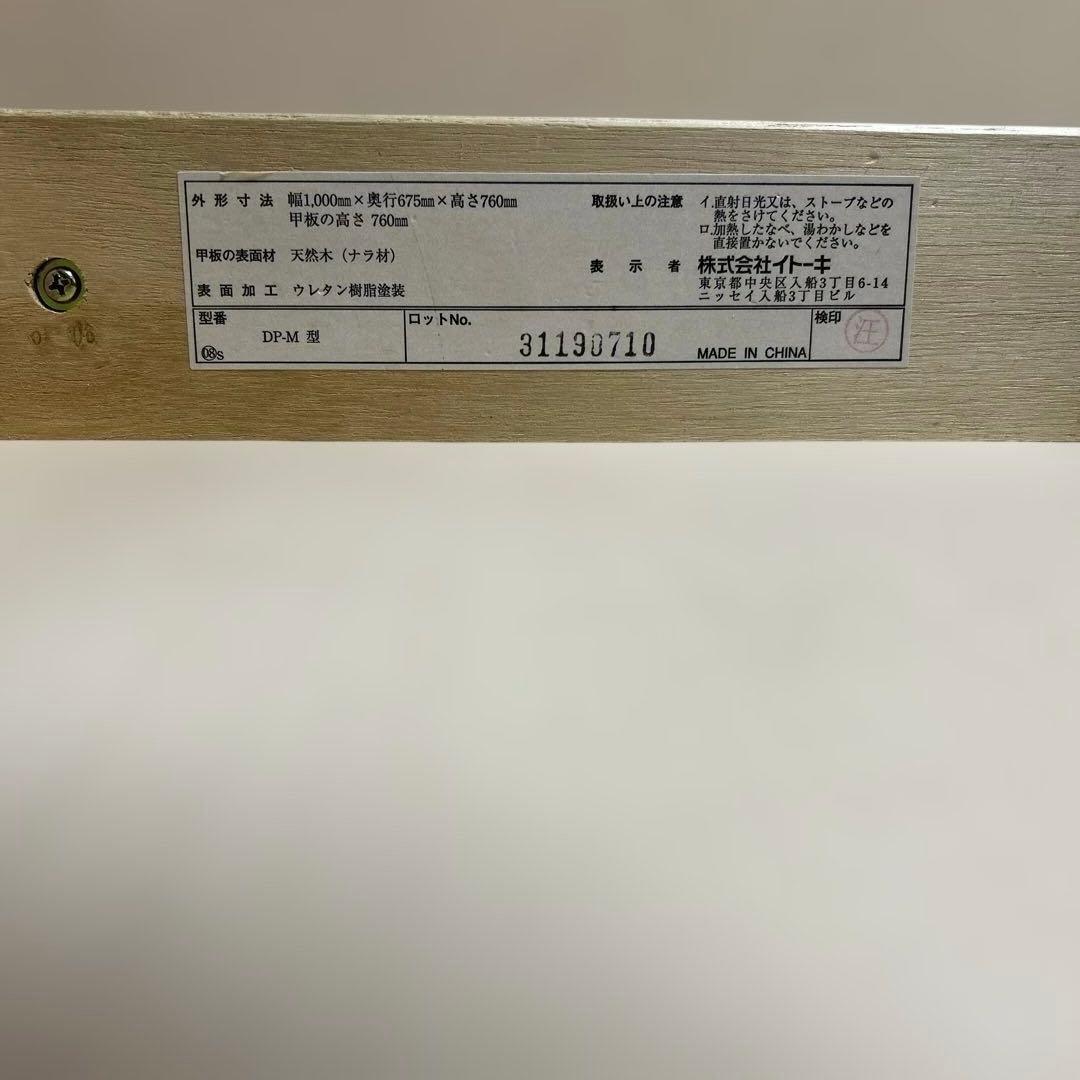 外形寸法 幅1,000㎜×奥行675㎜×高さ760㎜
甲板の高さ 760㎜
甲板の表面材 天然木（ナラ材）
表面加工 ウレタン樹脂塗装
取扱い上の注意 イ.直射日光又は、ストーブなどの
熱をさけてください。
ロ.加熱したなべ、湯わかしなどを
直接置かないでください。
表示者 株式会社イトーキ
東京都中央区入船3丁目6-14
ニッセイ入船3丁目ビル
型番
DP-M 型
08s
ロットNo.
31190710
MADE IN CHINA
検印
汪